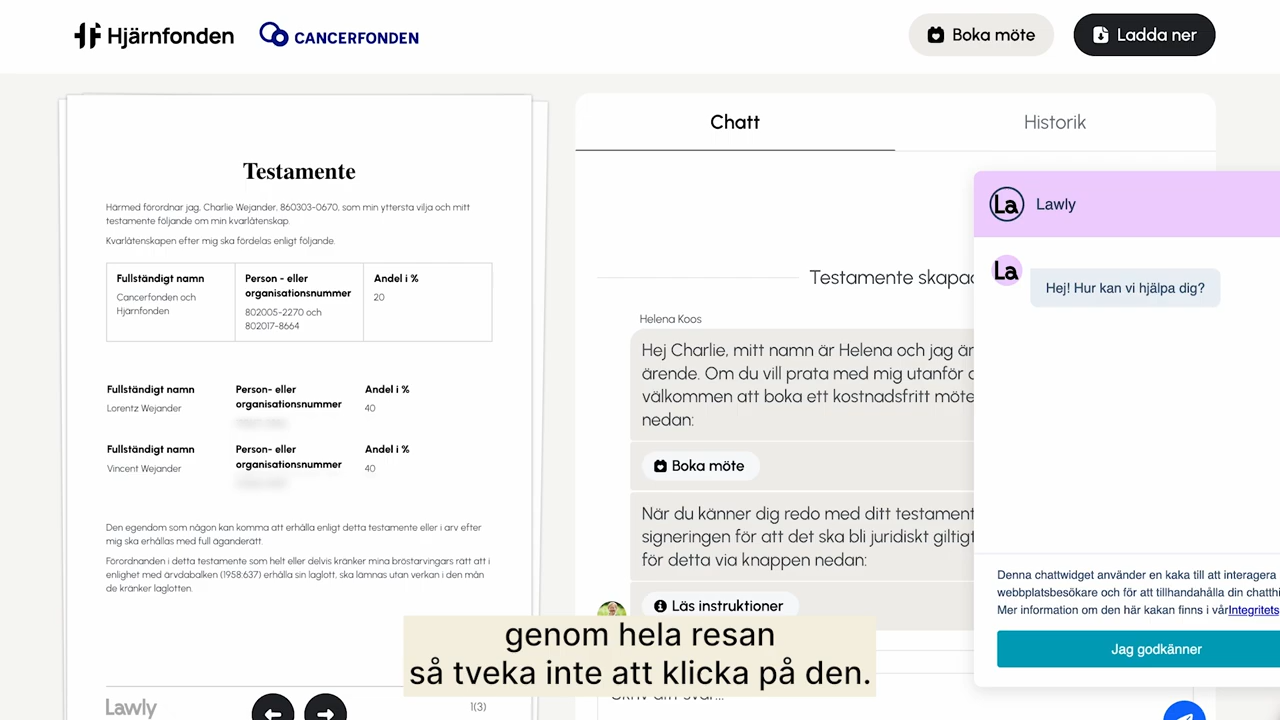 Hjärnfonden
CANCERFONDEN
Boka möte
Ladda ner
Testamente
Härmed förordnar jag, Charlie Wejander, 860303-0670, som min yttersta vilja och mitt
testamente följande om min kvarlåtenskap.
Kvarlåtenskapen efter mig ska fördelas enligt följande.
Fullständigt namn
Person - eller
organisationsnummer
Andel i %
Cancerfonden och
Hjärnfonden
802005-2270 och
802017-8664
20
Fullständigt namn
Person- eller
organisationsnummer
Andel i %
Lorentz Wejander
40
Fullständigt namn
Person- eller
organisationsnummer
Andel i %
Vincent Wejander
40
Den egendom som någon kan komma att erhålla enligt detta testamente eller i arv efter
mig ska erhållas med full äganderätt.
Förordnanden i detta testamente som helt eller delvis kränker mina bröstarvingars rätt att i
enlighet med ärvdabalken (1958:637) erhålla sin laglott, ska lämnas utan verkan i den mån
de kränker laglotten.
Lawly
1(3)
Chatt
Historik
Testamente skapad
Helena Koos
Hej Charlie, mitt namn är Helena och jag är
ärende. Om du vill prata med mig utanför
välkommen att boka ett kostnadsfritt möte
nedan:
Boka möte
När du känner dig redo med ditt testament
signeringen för att det ska bli juridiskt giltigt
för detta via knappen nedan:
Läs instruktioner
Skriv ditt svar...
La
Lawly
La
Hej! Hur kan vi hjälpa dig?
Denna chattwidget använder en kaka till att interagera
webbplatsbesökare och för att tillhandahålla din chatthi
Mer information om den här kakan finns i vår Integritets
Jag godkänner
genom hela resan
så tveka inte att klicka på den.